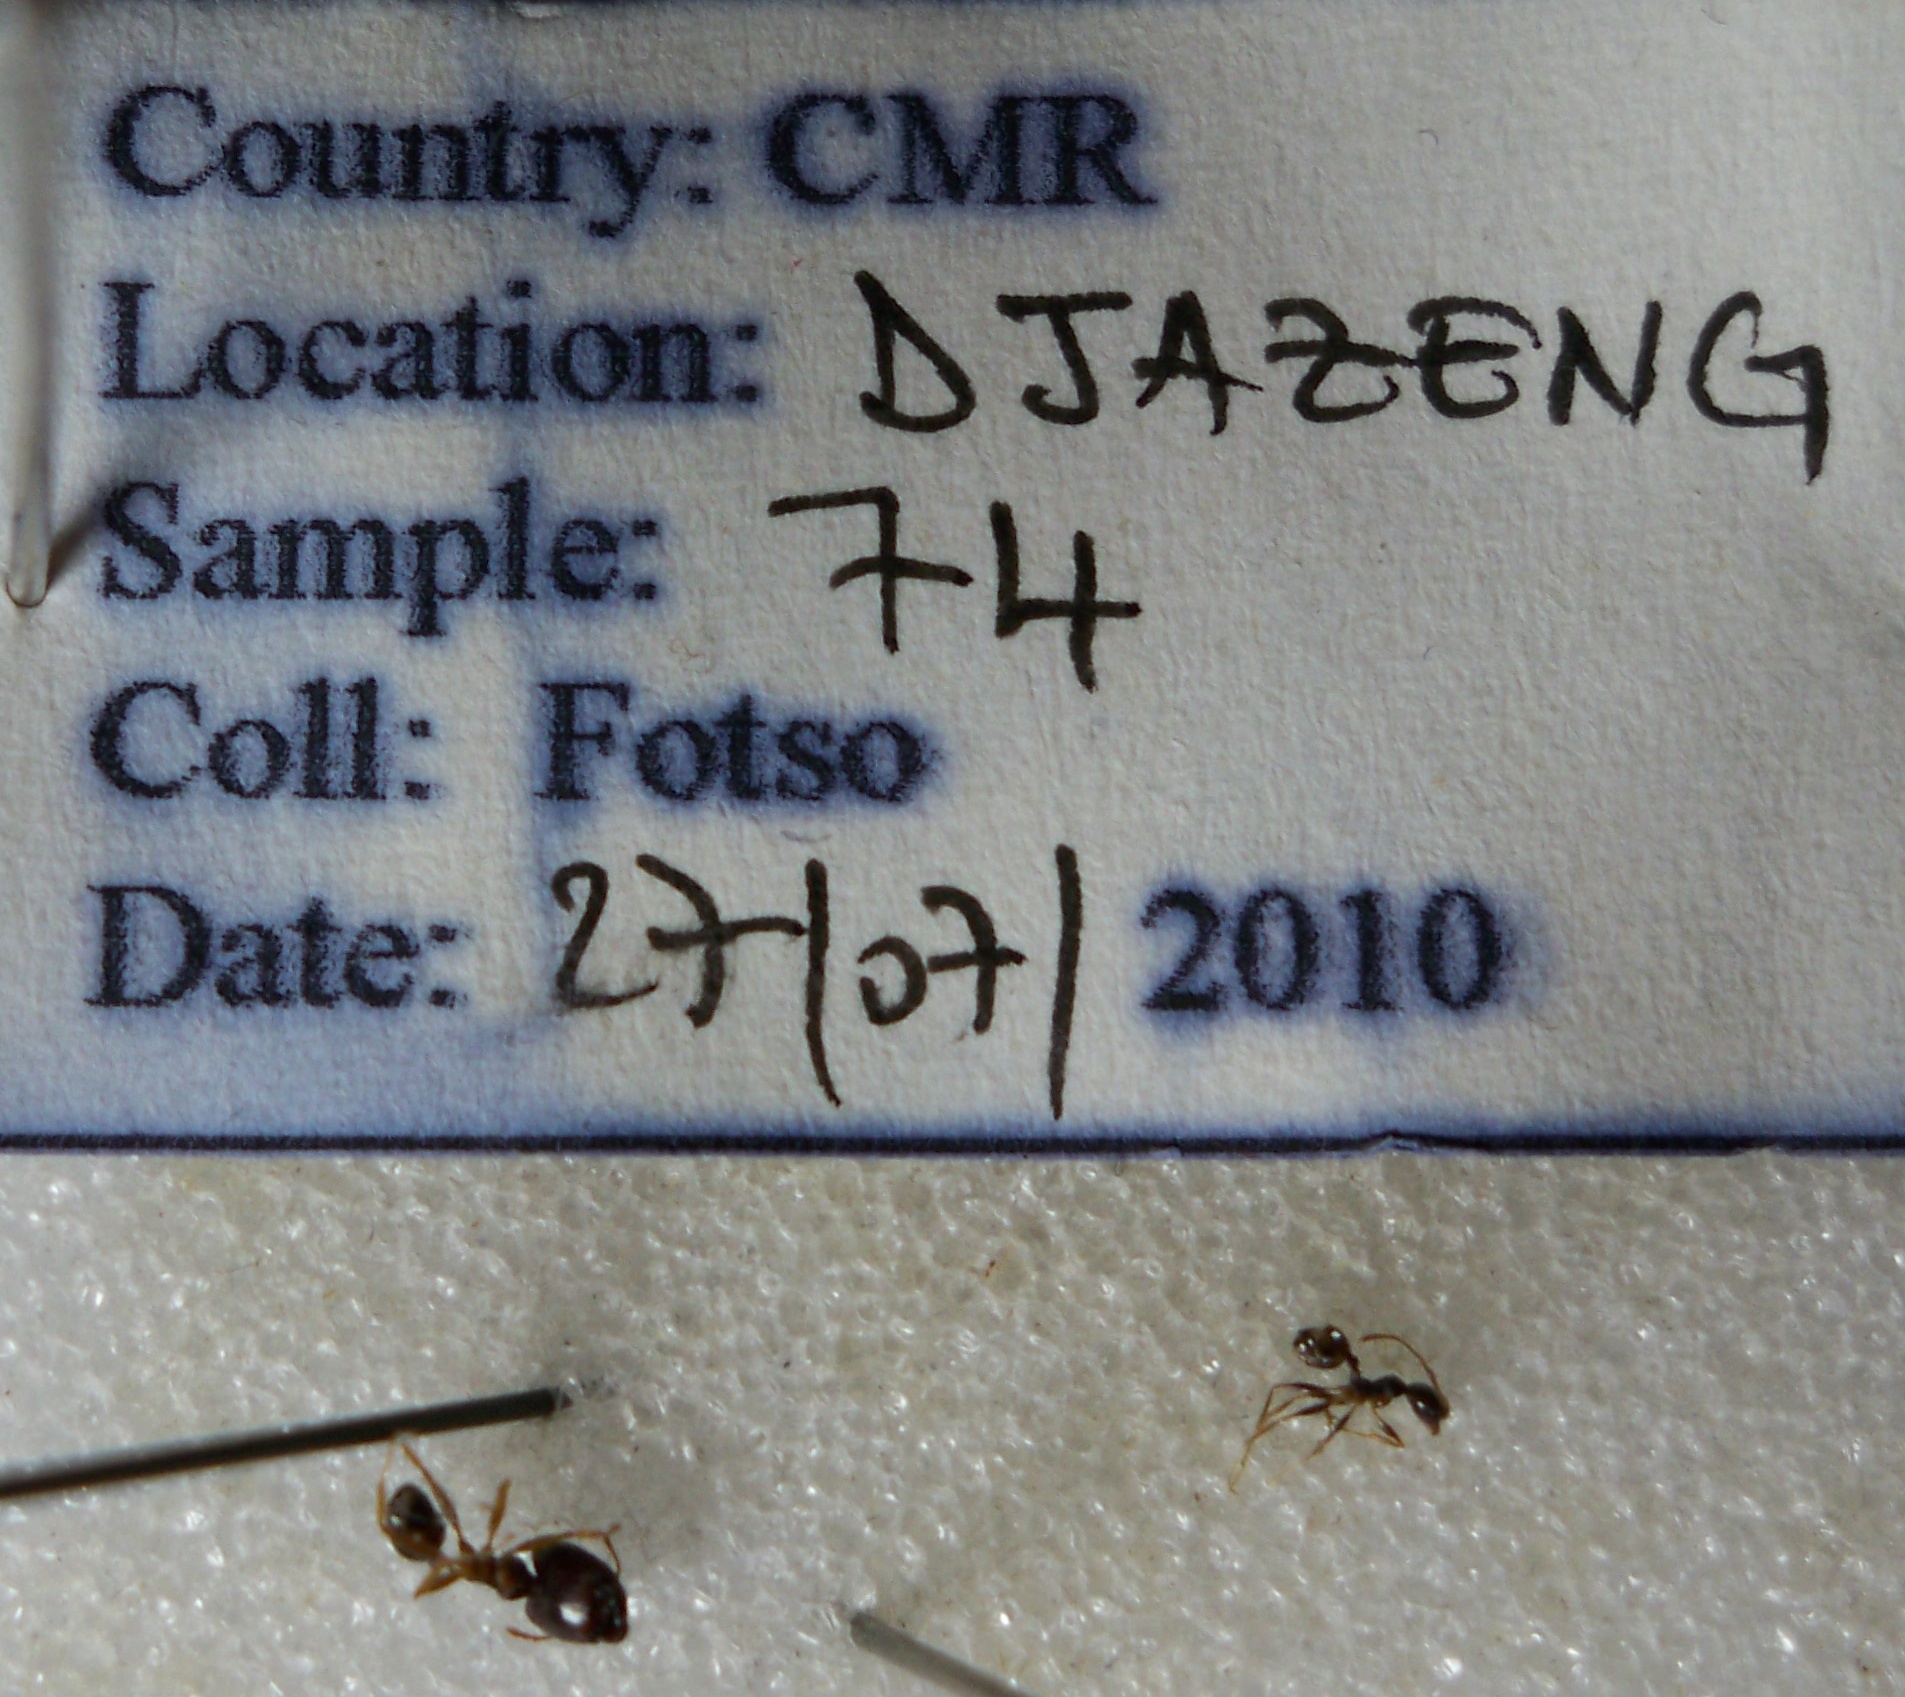 Country: CMR
Location: DJAZENG
Sample: 74
Coll: Fotso
Date: 27/07/ 2010